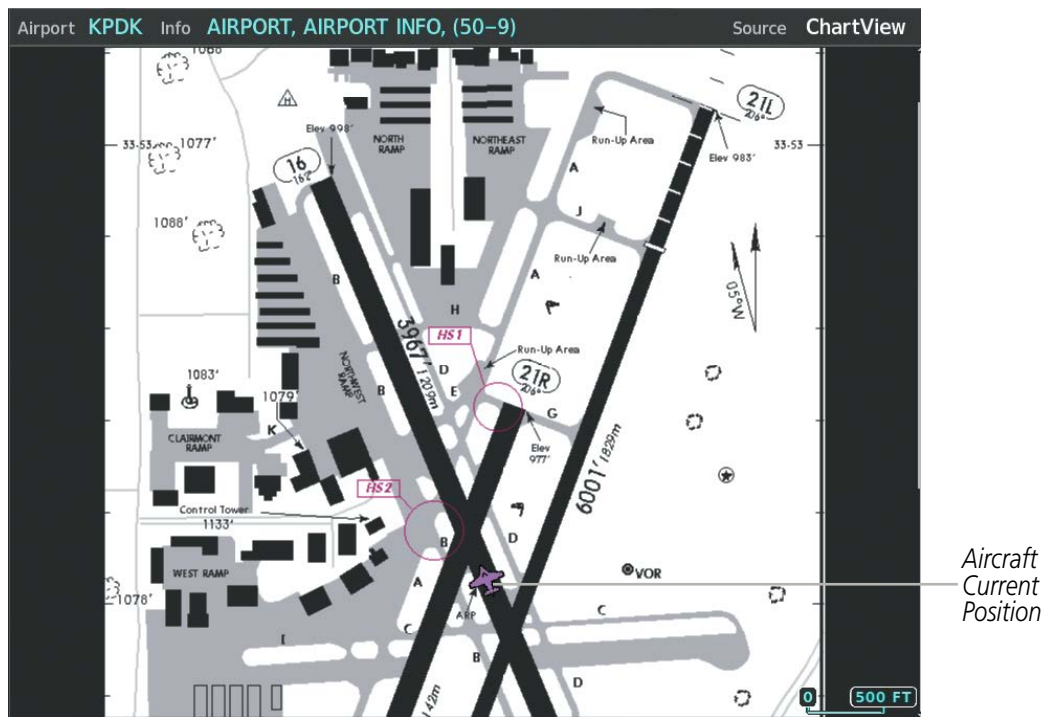 Airport KPDK Info AIRPORT, AIRPORT INFO, (50-9) Source ChartView
1077'
1088'
33-53
Elev 998'
16
162°
NORTH
RAMP
NORTHEAST
RAMP
Run-Up Area
A
21L
206°
Elev 983'
33-53
J
Run-Up Area
A
05°W
B
H
HS1
3967' 1209m
Run-Up Area
D
E
21R
206°
G
Elev
977'
6001' 1829m
NORTHWEST
RAMP
B
1083'
1079'
K
CLAIRMONT
RAMP
HS2
Control Tower
1133'
B
D
WEST RAMP
A
ARP
VOR
1078'
C
C
B
D
42m
0 500 FT
Aircraft
Current
Position